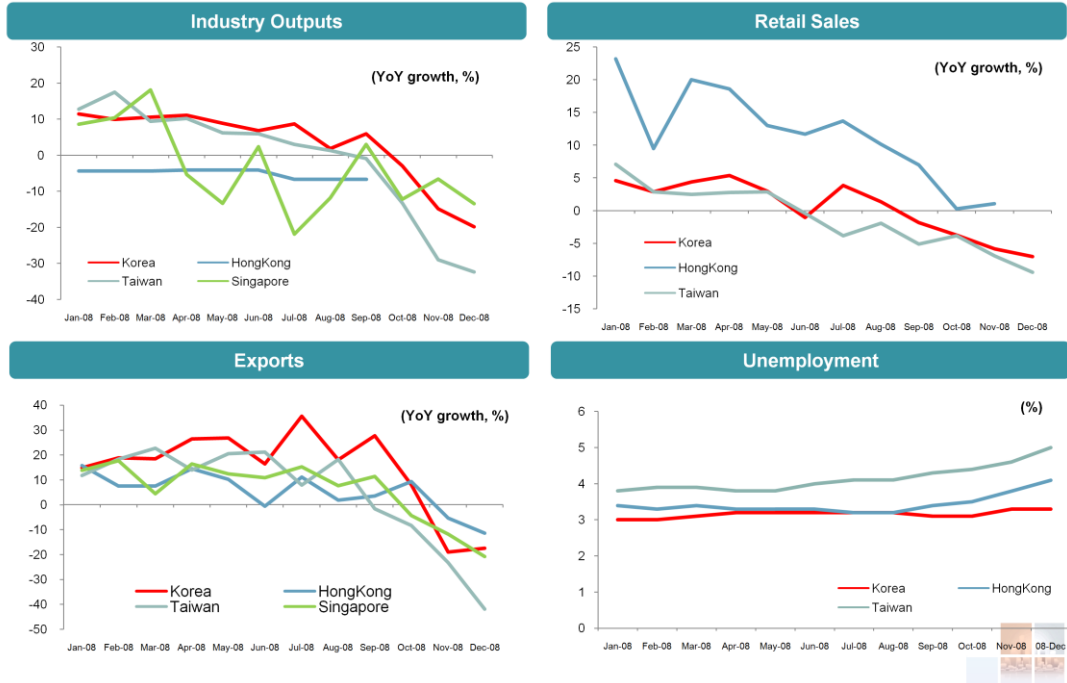 Industry Outputs
(YoY growth, %)
30
20
10
0
-10
-20
-30
-40
Korea HongKong
Taiwan Singapore
Jan-08 Feb-08 Mar-08 Apr-08 May-08 Jun-08 Jul-08 Aug-08 Sep-08 Oct-08 Nov-08 Dec-08
Retail Sales
(YoY growth, %)
25
20
15
10
5
0
-5
-10
-15
Korea
HongKong
Taiwan
Jan-08 Feb-08 Mar-08 Apr-08 May-08 Jun-08 Jul-08 Aug-08 Sep-08 Oct-08 Nov-08 Dec-08
Exports
(YoY growth, %)
40
30
20
10
0
-10
-20
-30
-40
-50
Korea HongKong
Taiwan Singapore
Jan-08 Feb-08 Mar-08 Apr-08 May-08 Jun-08 Jul-08 Aug-08 Sep-08 Oct-08 Nov-08 Dec-08
Unemployment
(%)
6
5
4
3
2
1
0
Korea HongKong
Taiwan
Jan-08 Feb-08 Mar-08 Apr-08 May-08 Jun-08 Jul-08 Aug-08 Sep-08 Oct-08 Nov-08 08-Dec